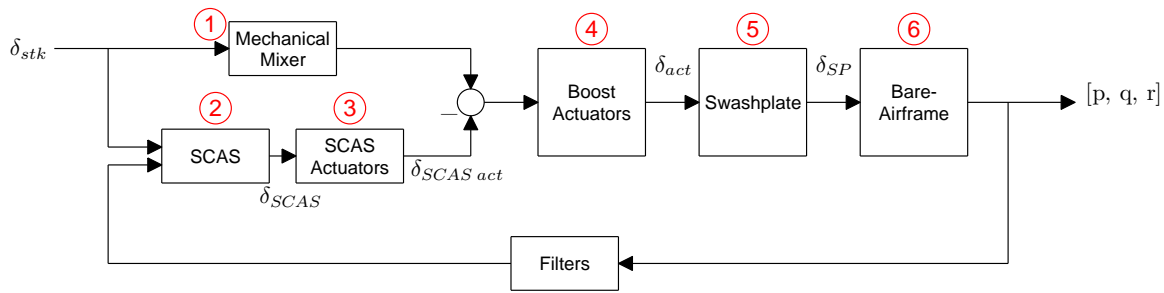 1
4
5
6
δstk
Mechanical
Mixer
δact
δSP
[p, q, r]
Boost
Actuators
Swashplate
Bare-
Airframe
−
2
3
SCAS
SCAS
Actuators
δSCAS
δSCAS act
Filters